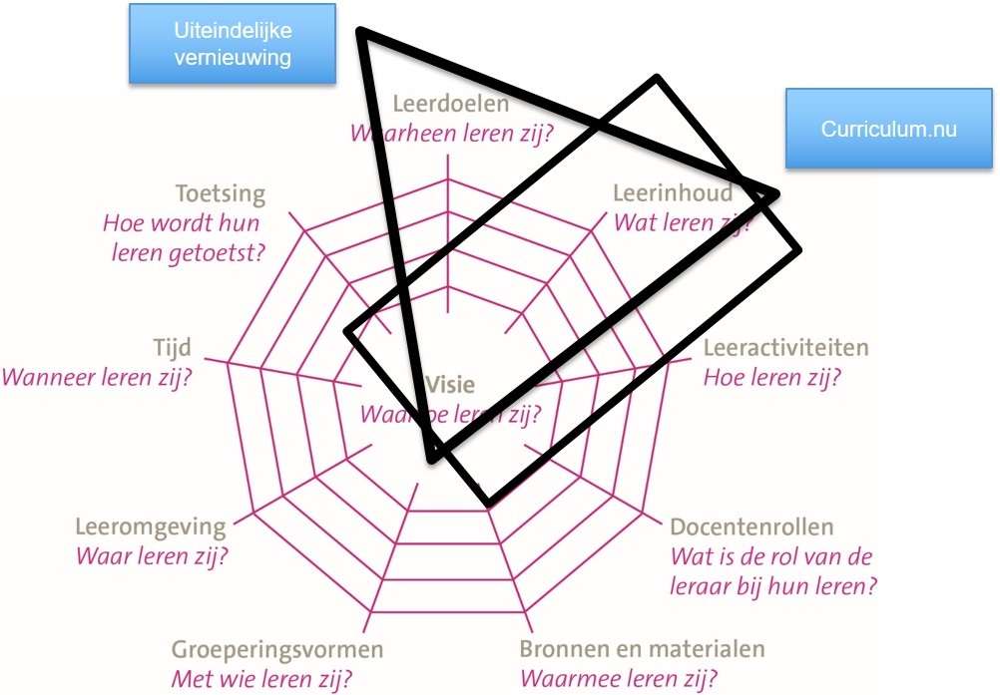 Uiteindelijke
vernieuwing
Curriculum.nu
Leerdoelen
Waarheen leren zij?
Leerinhoud
Wat leren zij?
Toetsing
Hoe wordt hun
leren getoetst?
Tijd
Wanneer leren zij?
Visie
Waartoe leren zij?
Leeractiviteiten
Hoe leren zij?
Leeromgeving
Waar leren zij?
Docentenrollen
Wat is de rol van de
leraar bij hun leren?
Groeperingsvormen
Met wie leren zij?
Bronnen en materialen
Waarmee leren zij?